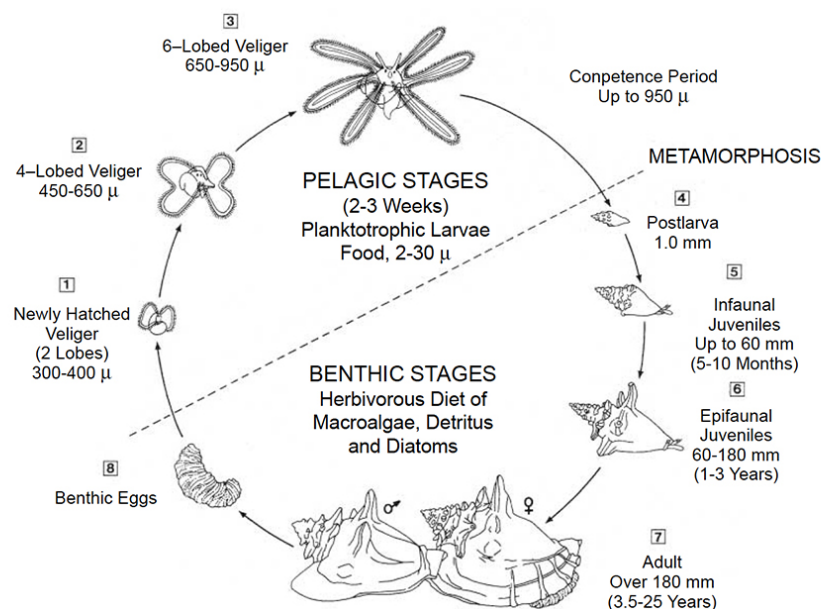 3
6–Lobed Veliger
650-950 μ
Conpetence Period
Up to 950 μ
2
4–Lobed Veliger
450-650 μ
METAMORPHOSIS
PELAGIC STAGES
(2-3 Weeks)
Planktotrophic Larvae
Food, 2-30 μ
4
Postlarva
1.0 mm
1
Newly Hatched
Veliger
(2 Lobes)
300-400 μ
5
Infaunal
Juveniles
Up to 60 mm
(5-10 Months)
BENTHIC STAGES
Herbivorous Diet of
Macroalgae, Detritus
and Diatoms
6
Epifaunal
Juveniles
60-180 mm
(1-3 Years)
8
Benthic Eggs
♂
♀
7
Adult
Over 180 mm
(3.5-25 Years)